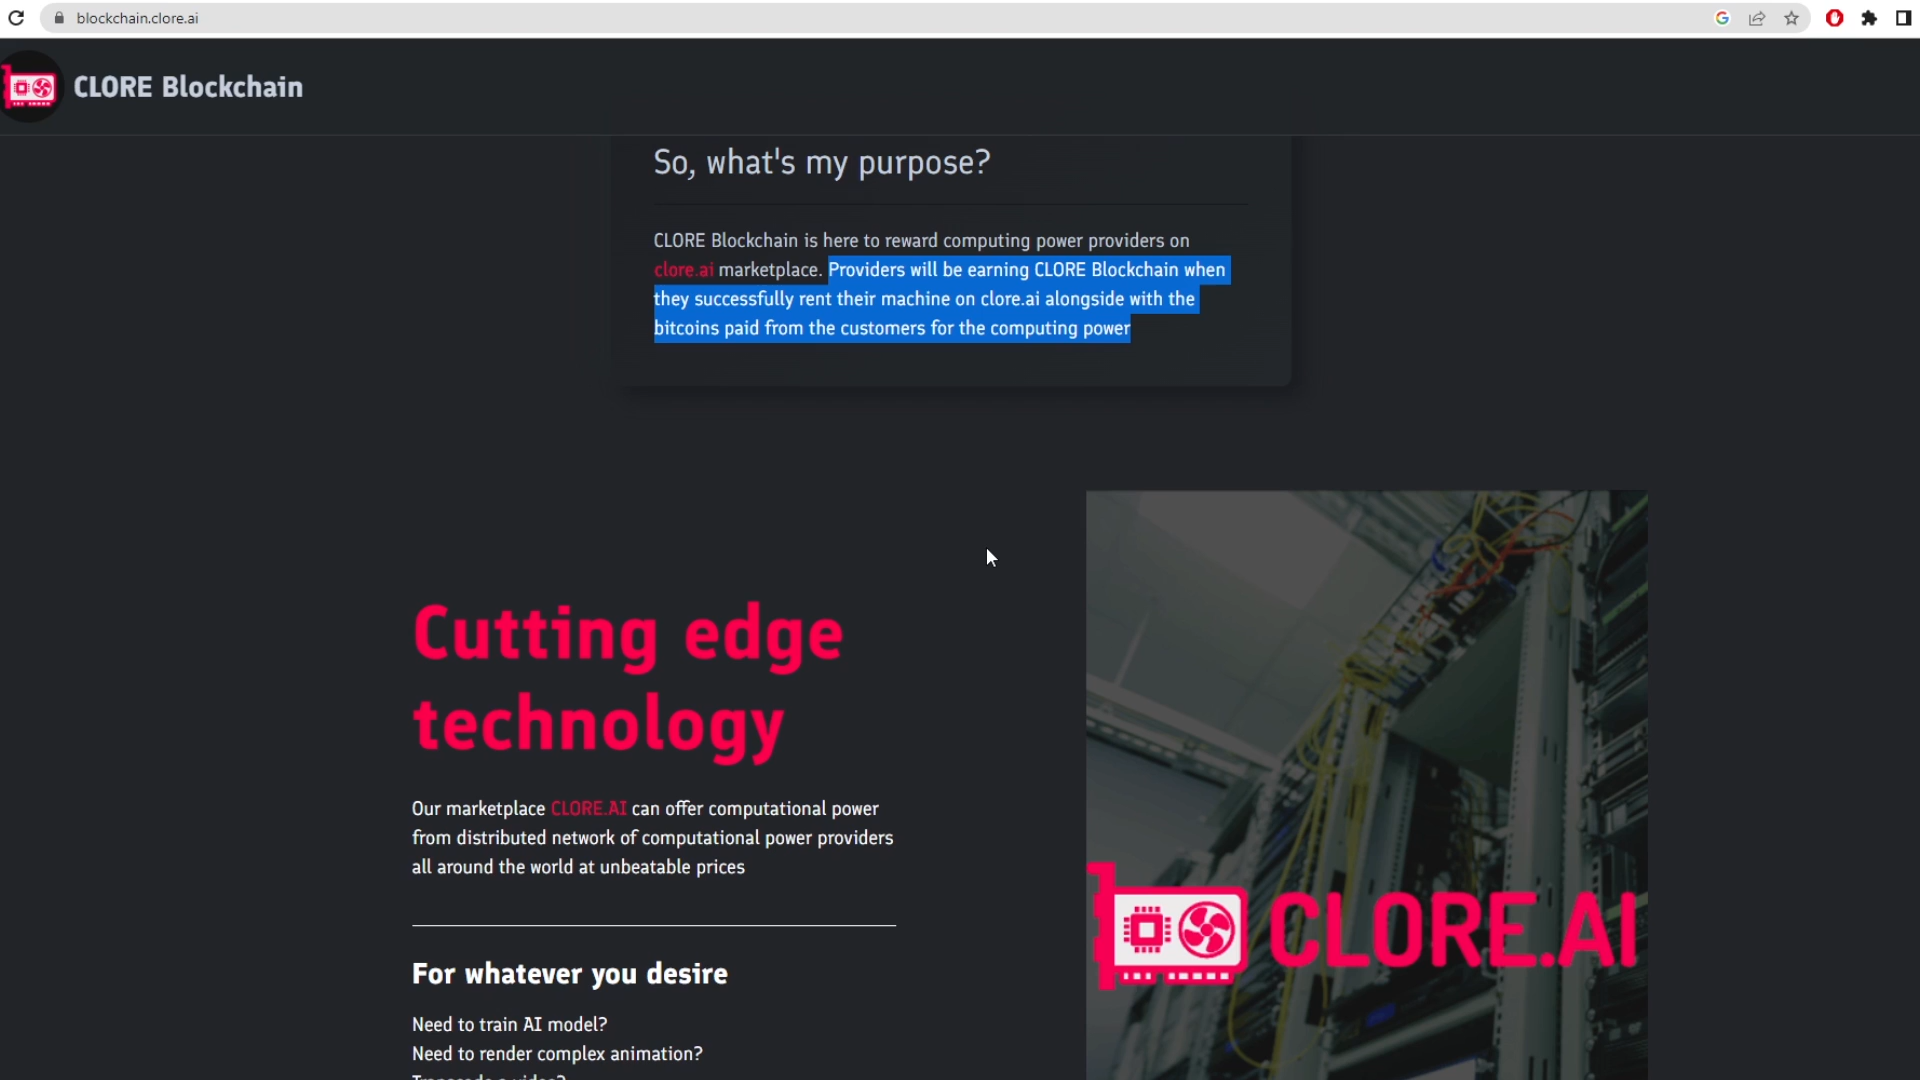 blockchain.clore.ai
CLORE Blockchain
So, what's my purpose?
CLORE Blockchain is here to reward computing power providers on
clore.ai marketplace. Providers will be earning CLORE Blockchain when
they successfully rent their machine on clore.ai alongside with the
bitcoins paid from the customers for the computing power
Cutting edge
technology
Our marketplace CLORE.AI can offer computational power
from distributed network of computational power providers
all around the world at unbeatable prices
For whatever you desire
Need to train AI model?
Need to render complex animation?
CLORE.AI